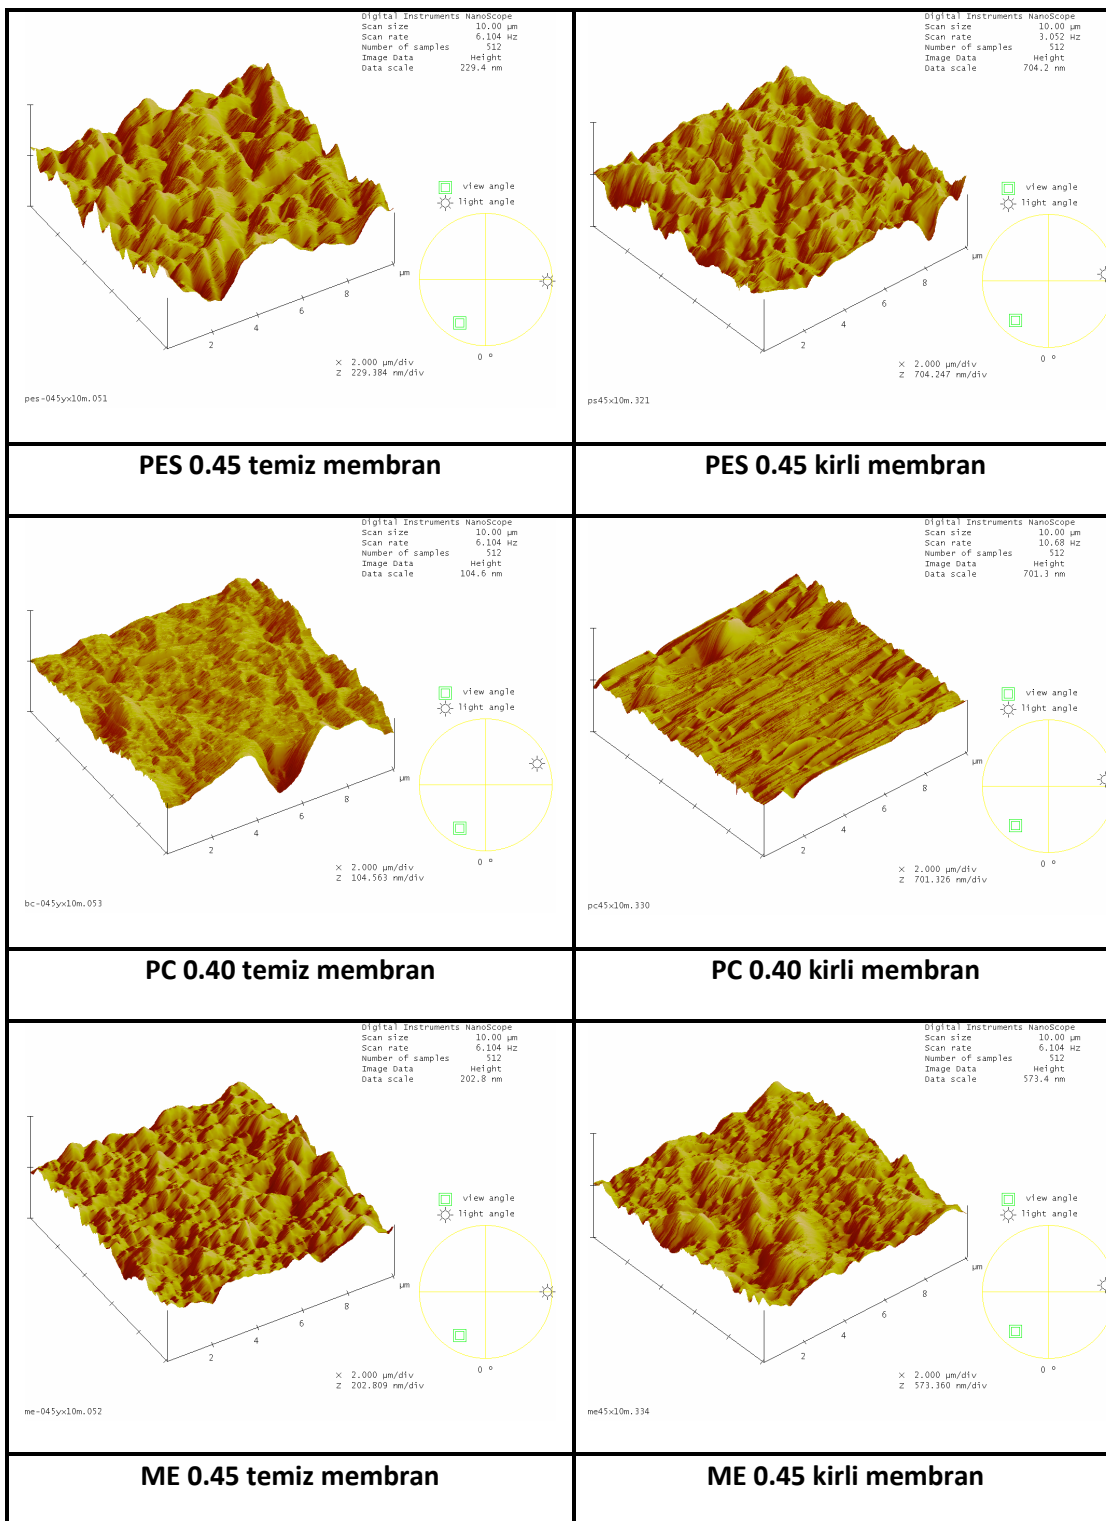 Digital Instruments NanoScope
Scan size 10.00 µm
Scan rate 6.104 Hz
Number of samples 512
Image Data Height
Data scale 229.4 nm
view angle
light angle
µm
8
6
4
2
0 °
X 2.000 µm/div
Z 229.384 nm/div
pes-045yx10m.051
PES 0.45 temiz membran
Digital Instruments NanoScope
Scan size 10.00 µm
Scan rate 3.052 Hz
Number of samples 512
Image Data Height
Data scale 704.2 nm
view angle
light angle
µm
8
6
4
2
0 °
X 2.000 µm/div
Z 704.247 nm/div
ps45x10m.321
PES 0.45 kirli membran
Digital Instruments NanoScope
Scan size 10.00 µm
Scan rate 6.104 Hz
Number of samples 512
Image Data Height
Data scale 104.6 nm
view angle
light angle
µm
8
6
4
2
0 °
X 2.000 µm/div
Z 104.563 nm/div
bc-045yx10m.053
PC 0.40 temiz membran
Digital Instruments NanoScope
Scan size 10.00 µm
Scan rate 10.68 Hz
Number of samples 512
Image Data Height
Data scale 701.3 nm
view angle
light angle
µm
8
6
4
2
0 °
X 2.000 µm/div
Z 701.326 nm/div
pc45x10m.330
PC 0.40 kirli membran
Digital Instruments NanoScope
Scan size 10.00 µm
Scan rate 6.104 Hz
Number of samples 512
Image Data Height
Data scale 202.8 nm
view angle
light angle
µm
8
6
4
2
0 °
X 2.000 µm/div
Z 202.809 nm/div
me-045yx10m.052
ME 0.45 temiz membran
Digital Instruments NanoScope
Scan size 10.00 µm
Scan rate 6.104 Hz
Number of samples 512
Image Data Height
Data scale 573.4 nm
view angle
light angle
µm
8
6
4
2
0 °
X 2.000 µm/div
Z 573.360 nm/div
me45x10m.334
ME 0.45 kirli membran